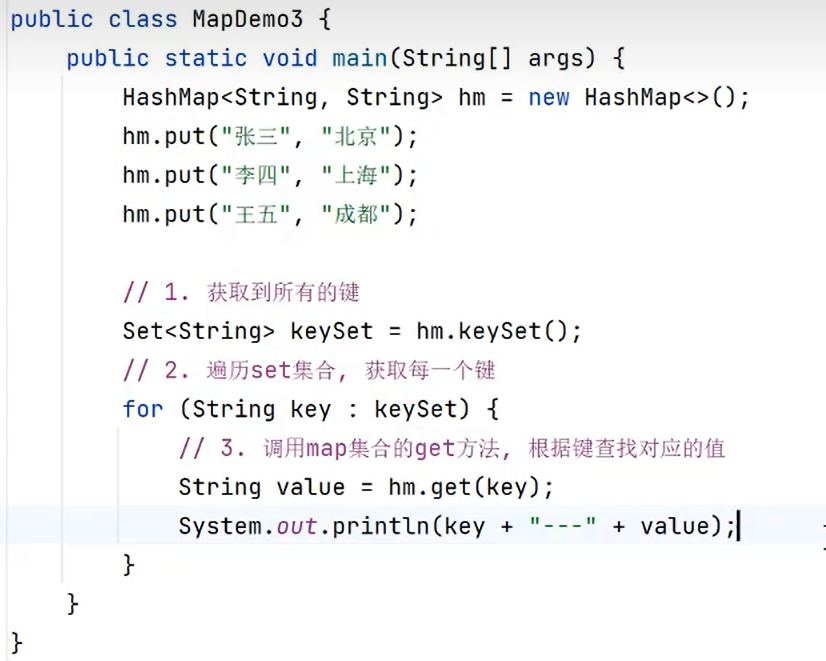 public class MapDemo3 {
public static void main(String[] args) {
HashMap<String, String> hm = new HashMap<>();
hm.put("张三", "北京");
hm.put("李四", "上海");
hm.put("王五", "成都");
// 1. 获取到所有的键
Set<String> keySet = hm.keySet();
// 2. 遍历set集合, 获取每一个键
for (String key : keySet) {
// 3. 调用map集合的get方法, 根据键查找对应的值
String value = hm.get(key);
System.out.println(key + "---" + value);
}
}
}